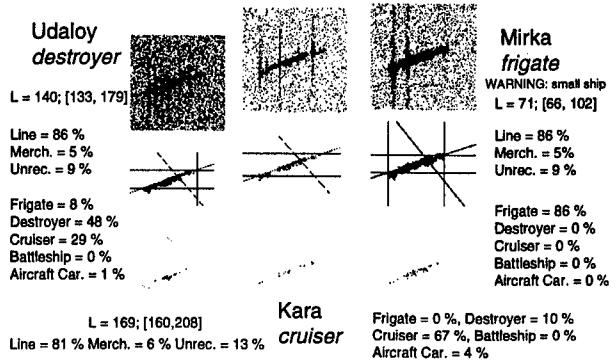 Udaloy
destroyer
L = 140; [133, 179]
Line = 86 %
Merch. = 5 %
Unrec. = 9 %
Frigate = 8 %
Destroyer = 48 %
Cruiser = 29 %
Battleship = 0 %
Aircraft Car. = 1 %
Mirka
frigate
WARNING: small ship
L = 71; [66, 102]
Line = 86 %
Merch. = 5%
Unrec. = 9 %
Frigate = 86 %
Destroyer = 0 %
Cruiser = 0 %
Battleship = 0 %
Aircraft Car. = 0 %
Kara
cruiser
L = 169; [160,208]
Line = 81 % Merch. = 6 % Unrec. = 13 %
Frigate = 0 %, Destroyer = 10 %
Cruiser = 67 %, Battleship = 0 %
Aircraft Car. = 4 %